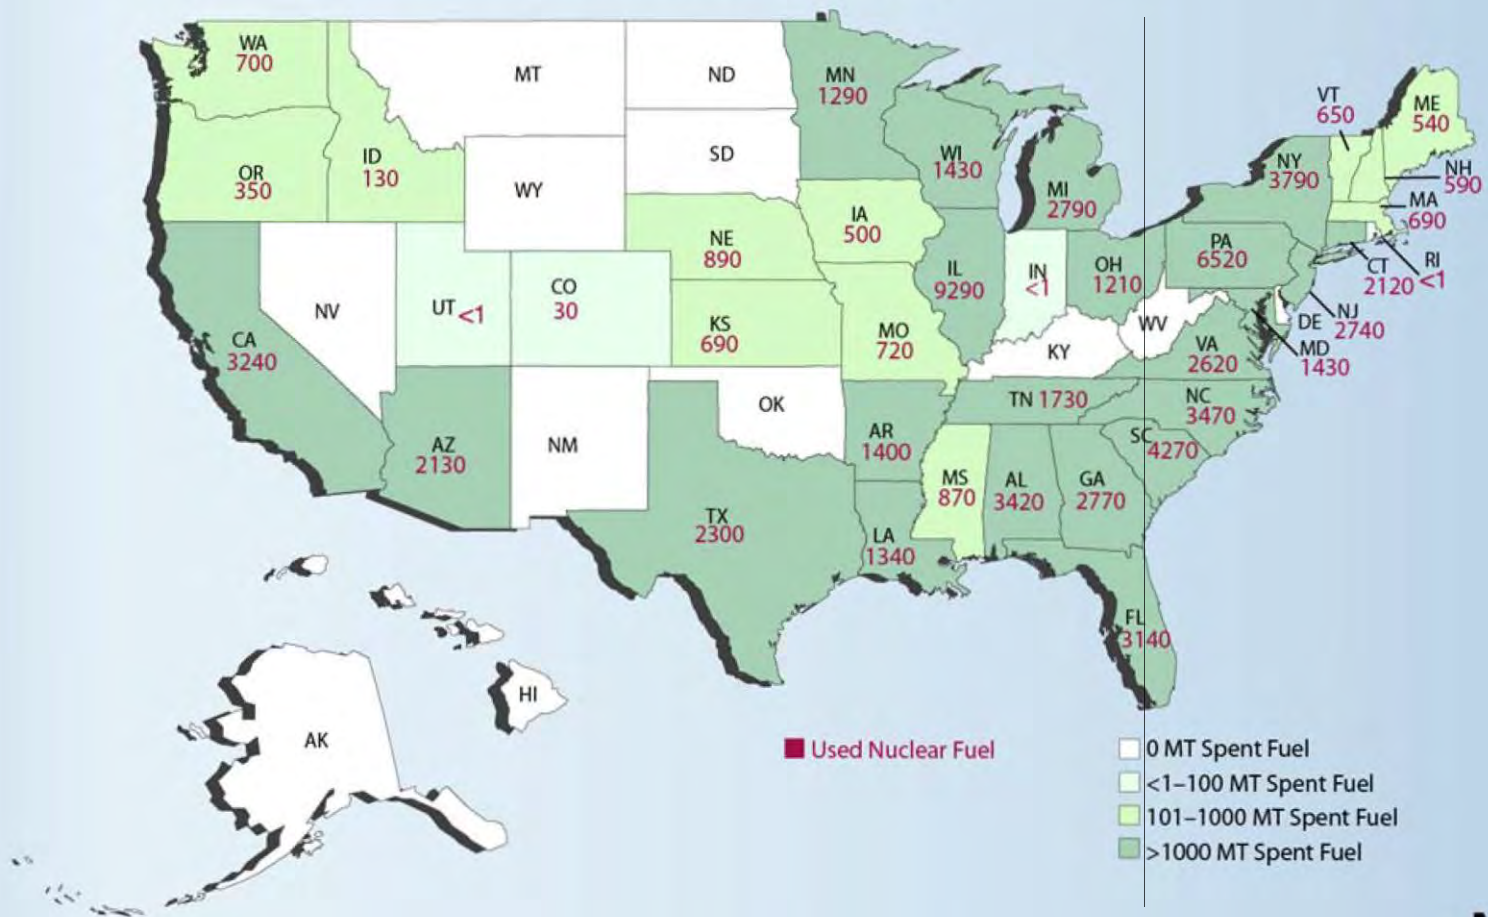 WA
700
MT
ND
MN
1290
VT
650
ME
540
OR
350
ID
130
WY
SD
WI
1430
MI
2790
NY
3790
NH
590
MA
690
NE
890
IA
500
IL
9290
IN
<1
OH
1210
PA
6520
CT
2120
RI
<1
NV
UT <1
CO
30
KS
690
MO
720
KY
WV
VA
2620
DE
NJ
2740
MD
1430
CA
3240
AZ
2130
NM
OK
AR
1400
TN 1730
NC
3470
SC
4270
MS
870
AL
3420
GA
2770
TX
2300
LA
1340
FL
3140
HI
AK
Used Nuclear Fuel
0 MT Spent Fuel
<1–100 MT Spent Fuel
101–1000 MT Spent Fuel
>1000 MT Spent Fuel